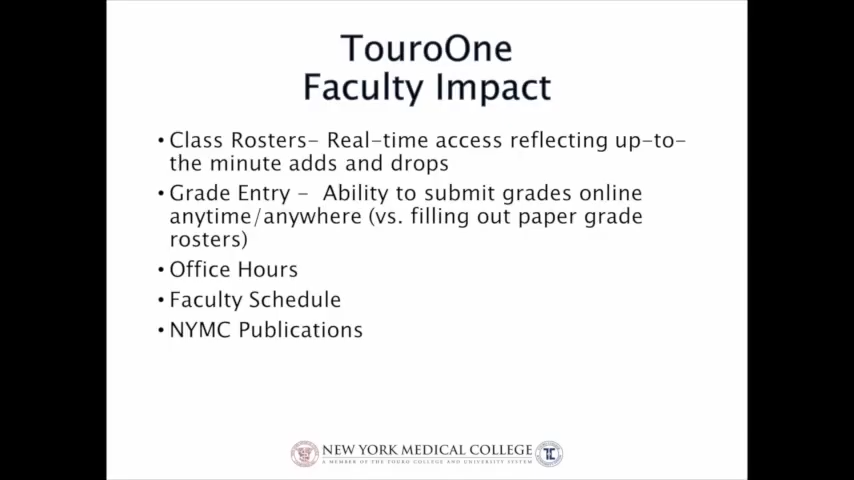 TouroOne
Faculty Impact
• Class Rosters– Real-time access reflecting up-to-
the minute adds and drops
• Grade Entry – Ability to submit grades online
anytime/anywhere (vs. filling out paper grade
rosters)
• Office Hours
• Faculty Schedule
• NYMC Publications
NEW YORK MEDICAL COLLEGE
A MEMBER OF THE TOURO COLLEGE AND UNIVERSITY SYSTEM